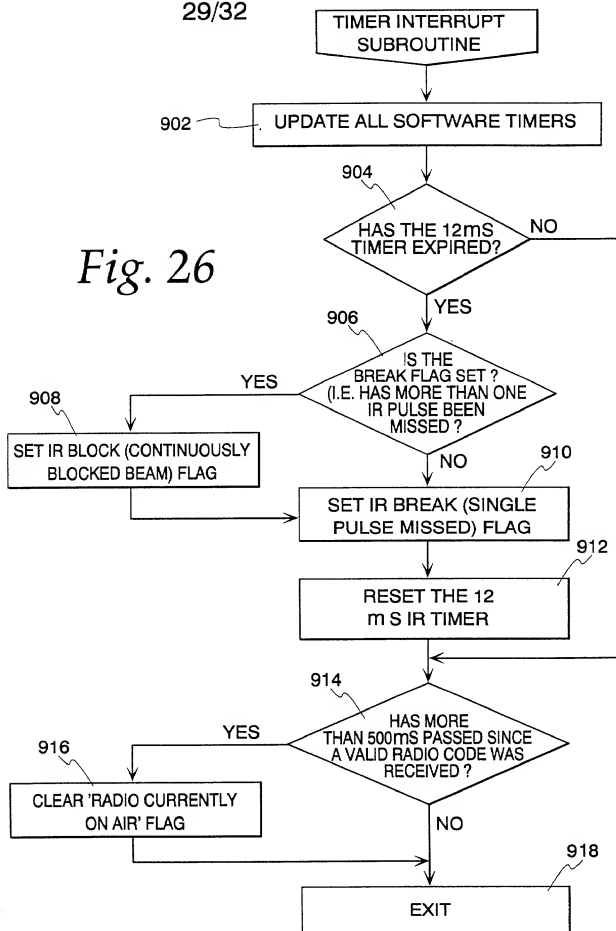 29/32
TIMER INTERRUPT
SUBROUTINE
902
UPDATE ALL SOFTWARE TIMERS
904
HAS THE 12mS
TIMER EXPIRED?
NO
Fig. 26
YES
906
IS THE
BREAK FLAG SET ?
(I.E. HAS MORE THAN ONE
IR PULSE BEEN
MISSED ?
YES
908
SET IR BLOCK (CONTINUOUSLY
BLOCKED BEAM) FLAG
NO
910
SET IR BREAK (SINGLE
PULSE MISSED) FLAG
912
RESET THE 12
m S IR TIMER
914
HAS MORE
THAN 500mS PASSED SINCE
A VALID RADIO CODE WAS
RECEIVED ?
YES
916
CLEAR 'RADIO CURRENTLY
ON AIR' FLAG
NO
918
EXIT